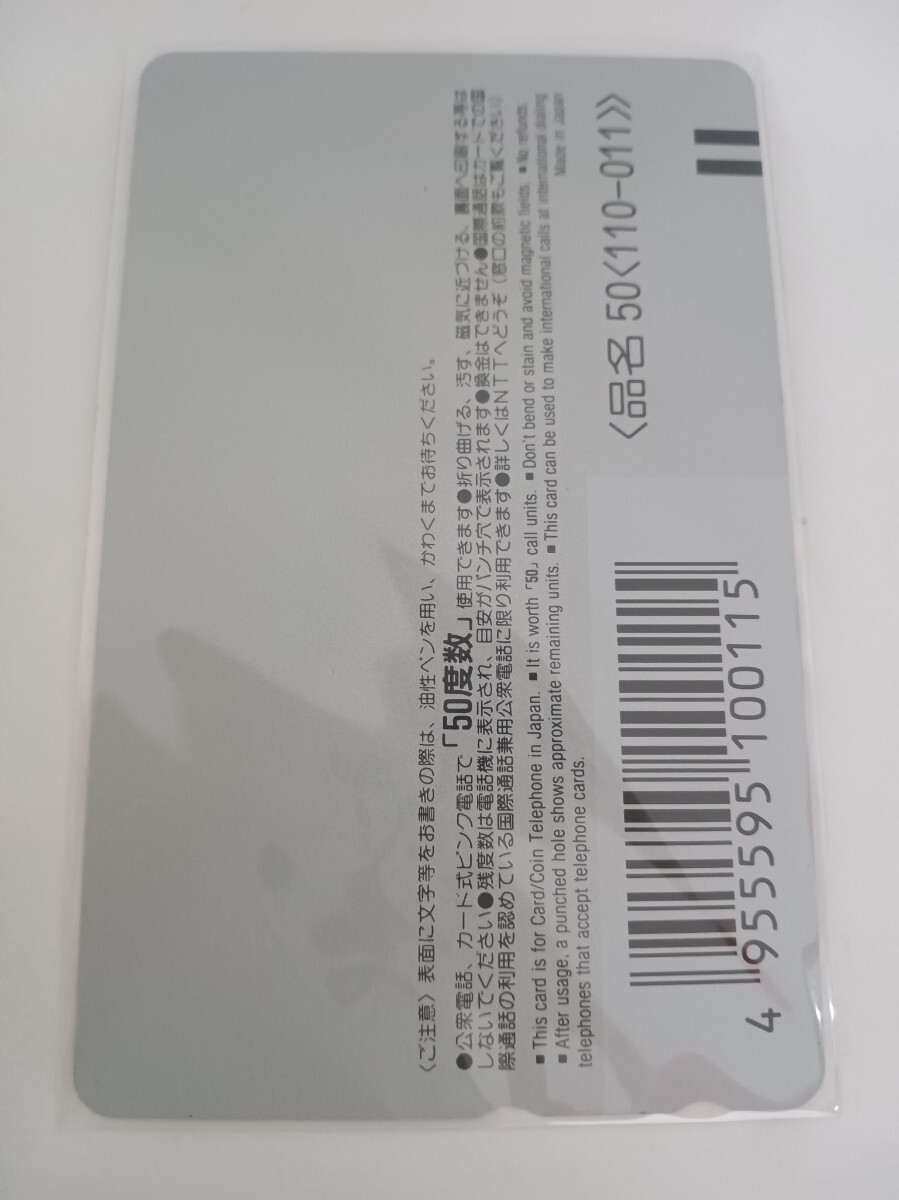 〈ご注意〉表面に文字等をお書きの際は、油性ペンを用い、かわくまでお待ちください。
●公衆電話、カード式ピンク電話で「50度数」使用できます●折り曲げる、汚す、磁気に近づける、裏面へ印刷する等は
しないでください●残度数は電話機に表示され、目安がパンチ穴で表示されます●換金はできません●国際通話はカードでの国
際通話の利用を認めている国際通話兼用公衆電話に限り利用できます●詳しくはNTTへどうぞ（窓口の約款もご覧ください）
■This card is for Card/Coin Telephone in Japan. ■It is worth「50」call units. ■Don't bend or stain and avoid magnetic fields. ■No refunds.
■After usage, a punched hole shows approximate remaining units. ■This card can be used to make international calls at international dialing
telephones that accept telephone cards. Made in Japan
〈品名 50〈110-011〉〉
4 955595 100115